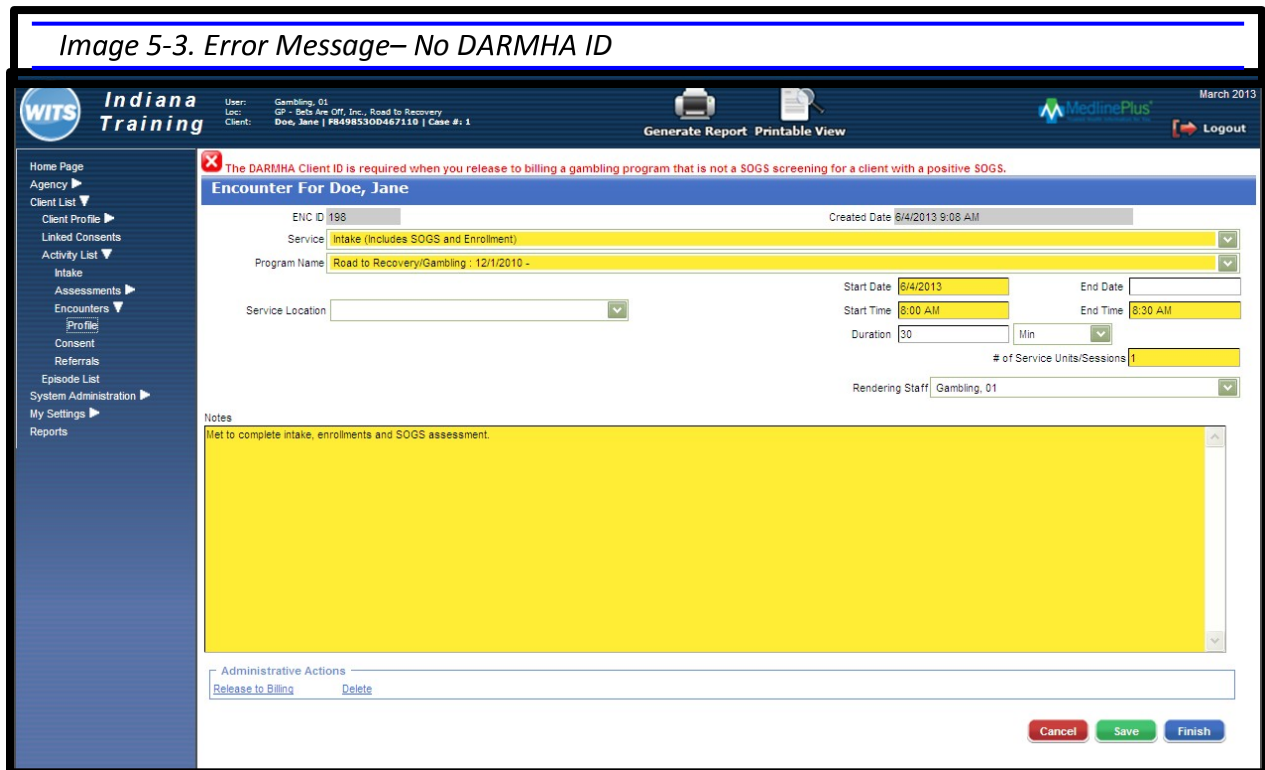 Image 5-3. Error Message– No DARMHA ID
WITS
Indiana Training
User: Gambling, 01
Loc: GP - Bets Are Off, Inc., Road to Recovery
Client: Doe, Jane | FB49853OD467110 | Case #: 1
Generate Report Printable View
MedlinePlus
March 2013
Logout
Home Page
Agency
Client List
Client Profile
Linked Consents
Activity List
Intake
Assessments
Encounters
Profile
Consent
Referrals
Episode List
System Administration
My Settings
Reports
The DARMHA Client ID is required when you release to billing a gambling program that is not a SOGS screening for a client with a positive SOGS.
Encounter For Doe, Jane
ENC ID 198 Created Date 6/4/2013 9:08 AM
Service Intake (Includes SOGS and Enrollment)
Program Name Road to Recovery/Gambling : 12/1/2010 -
Start Date 6/4/2013 End Date
Service Location Start Time 8:00 AM End Time 8:30 AM
Duration 30 Min
# of Service Units/Sessions 1
Rendering Staff Gambling, 01
Notes
Met to complete intake, enrollments and SOGS assessment.
Administrative Actions
Release to Billing Delete
Cancel Save Finish